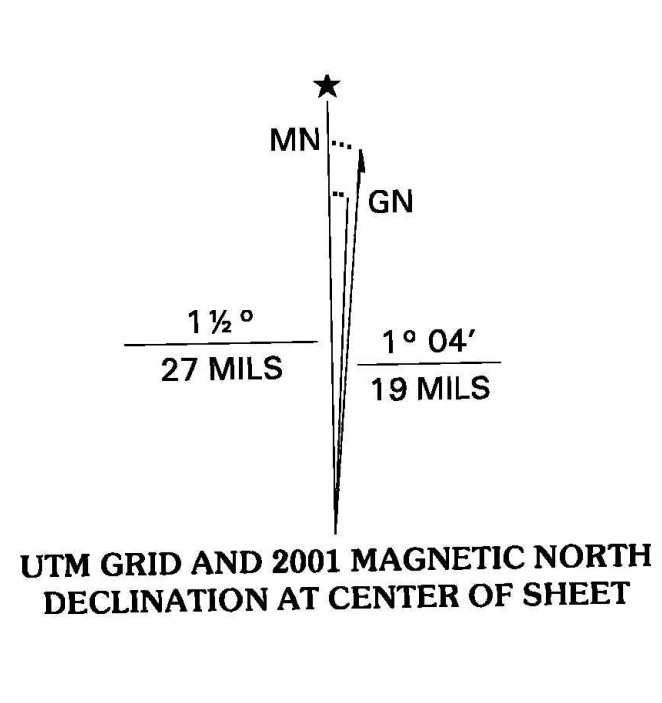 ★
MN
GN
1 ½ °
27 MILS
1° 04′
19 MILS
UTM GRID AND 2001 MAGNETIC NORTH
DECLINATION AT CENTER OF SHEET